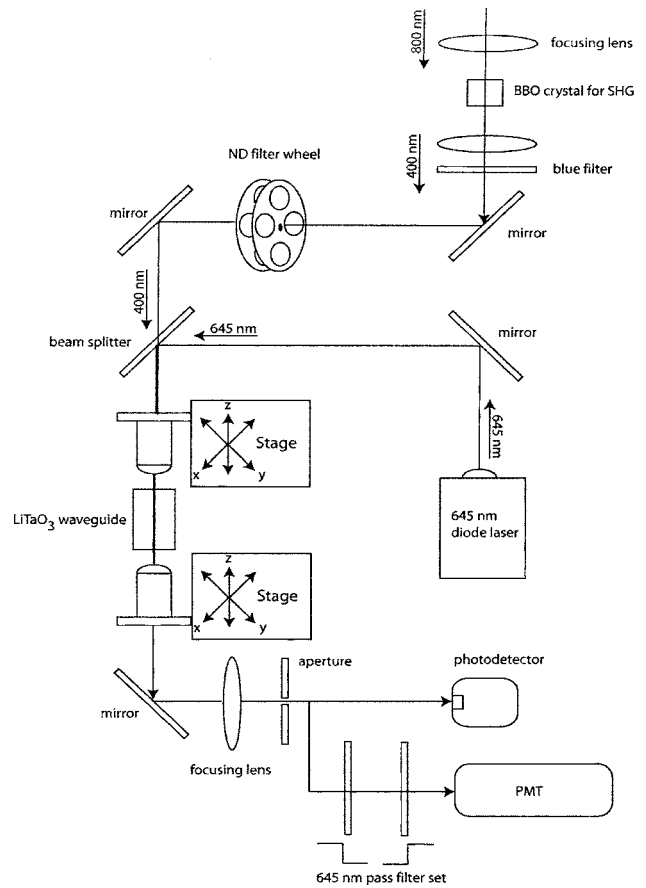 800 nm
focusing lens
BBO crystal for SHG
400 nm
blue filter
ND filter wheel
mirror
mirror
400 nm
beam splitter
645 nm
mirror
645 nm
z
Stage
x
y
LiTaO3 waveguide
645 nm
diode laser
z
Stage
x
y
aperture
photodetector
mirror
focusing lens
PMT
645 nm pass filter set